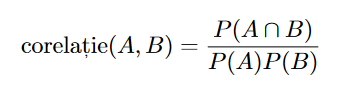 corelație(A, B) = P(A ∩ B) / P(A)P(B)